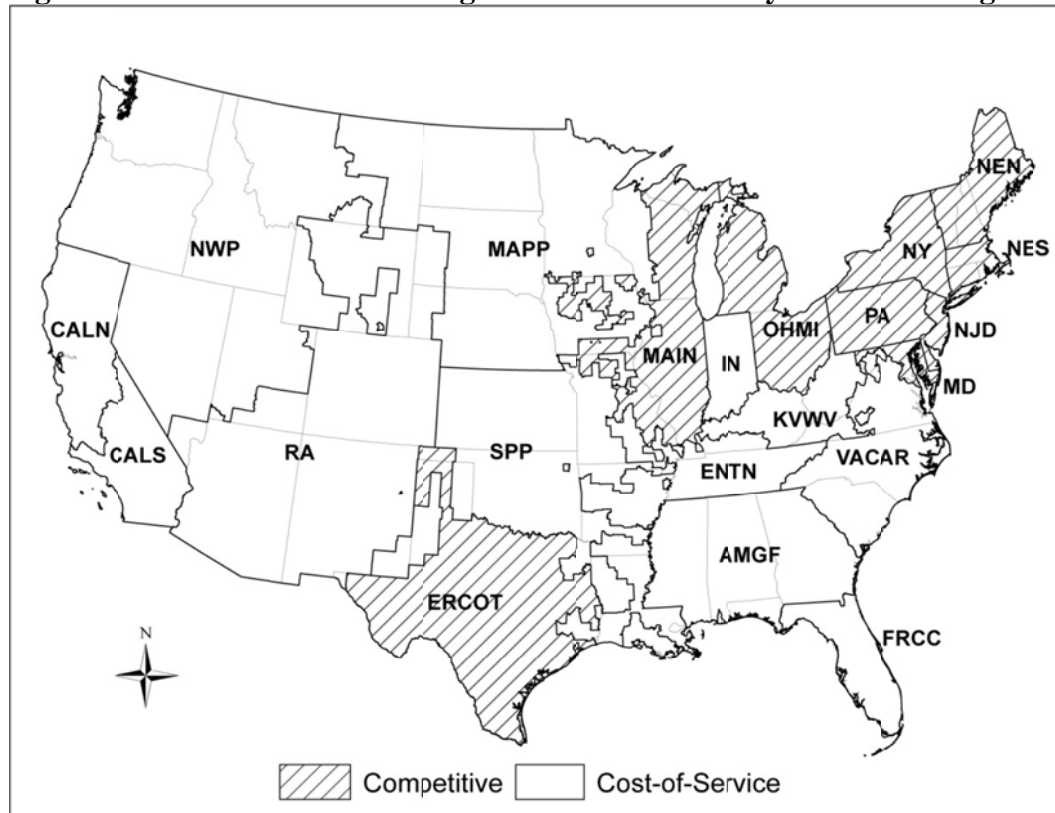 NEN
NWP
MAPP
NY
NES
CALN
MAIN
IN
OHMI
PA
NJD
MD
KVWV
CALS
RA
SPP
ENTN
VACAR
AMGF
ERCOT
FRCC
N
Competitive
Cost-of-Service